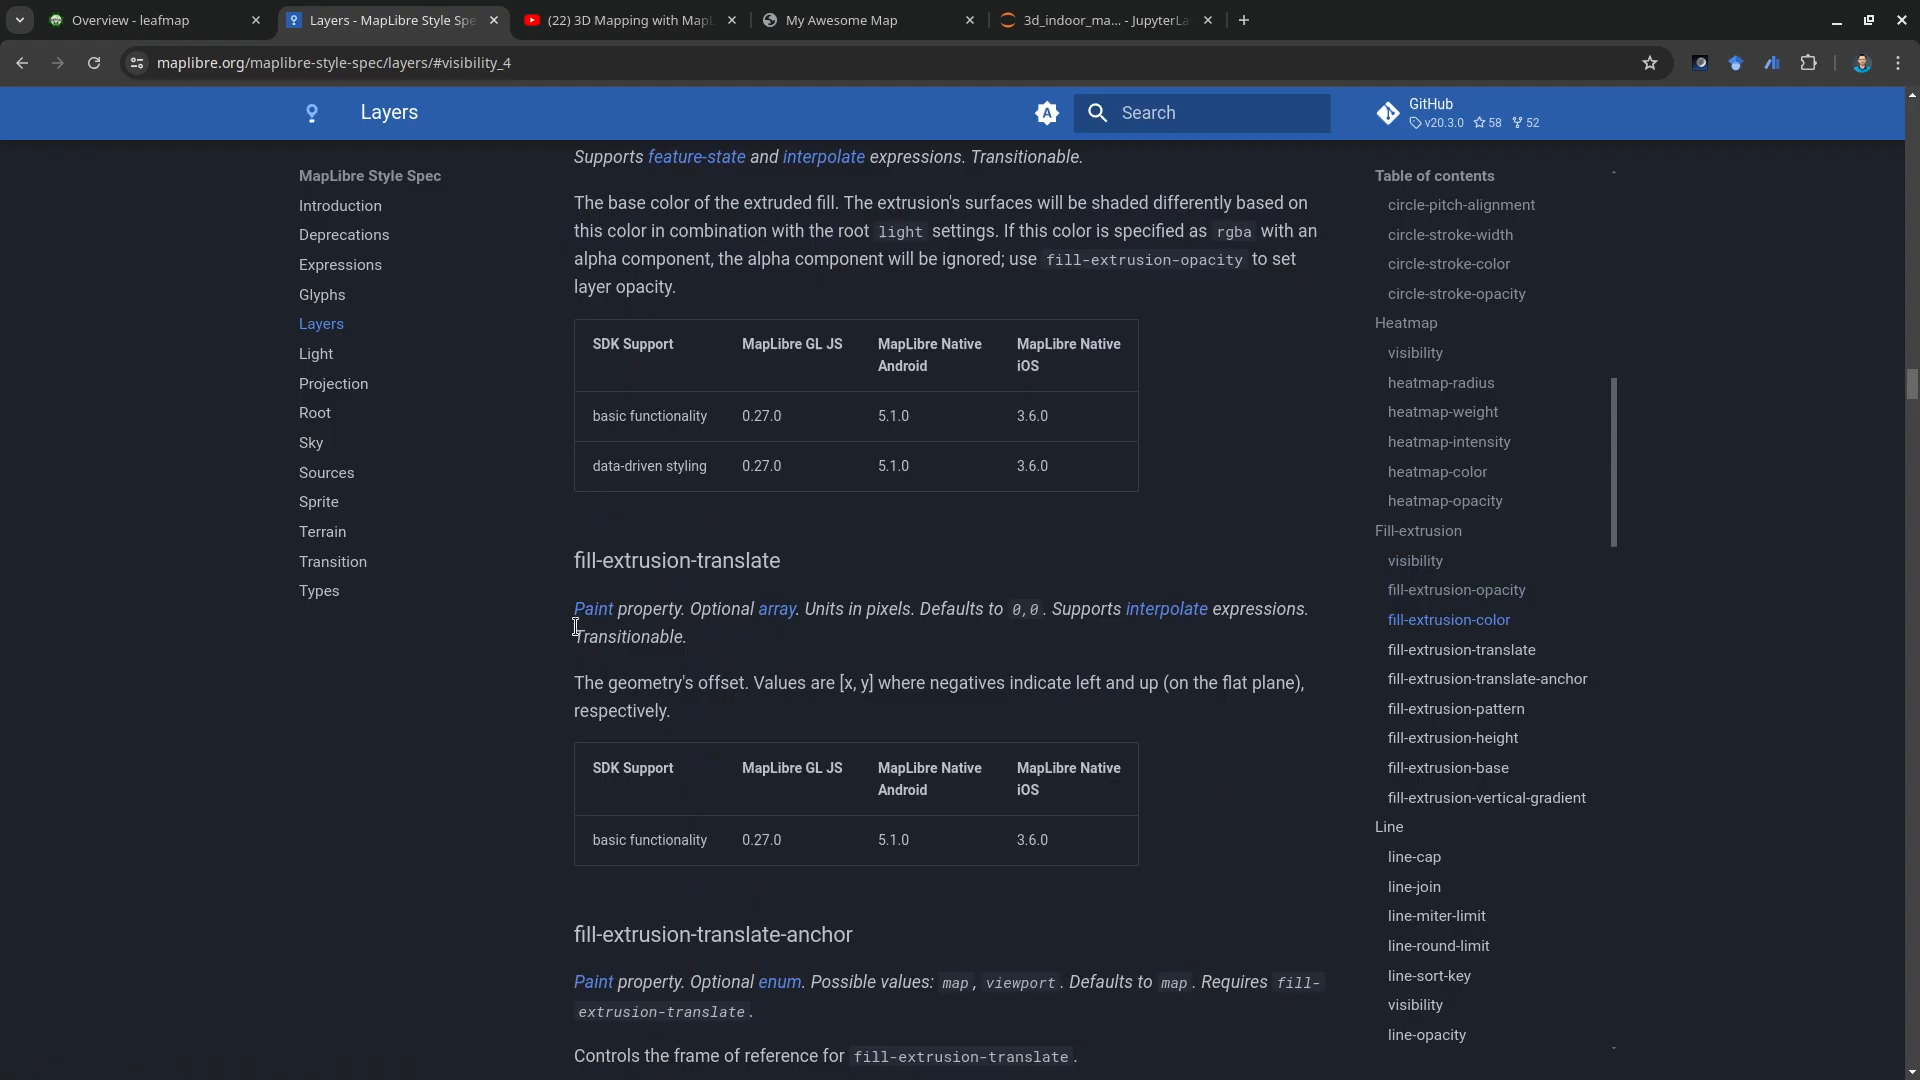 Overview - leafmap
Layers - MapLibre Style Spe
(22) 3D Mapping with MapL
My Awesome Map
3d_indoor_ma... - JupyterLa
maplibre.org/maplibre-style-spec/layers/#visibility_4
Layers
A
Search
GitHub
v20.3.0 58 52
MapLibre Style Spec
Introduction
Deprecations
Expressions
Glyphs
Layers
Light
Projection
Root
Sky
Sources
Sprite
Terrain
Transition
Types
Supports feature-state and interpolate expressions. Transitionable.
The base color of the extruded fill. The extrusion's surfaces will be shaded differently based on
this color in combination with the root light settings. If this color is specified as rgba with an
alpha component, the alpha component will be ignored; use fill-extrusion-opacity to set
layer opacity.
SDK Support MapLibre GL JS MapLibre Native Android MapLibre Native iOS
basic functionality 0.27.0 5.1.0 3.6.0
data-driven styling 0.27.0 5.1.0 3.6.0
fill-extrusion-translate
Paint property. Optional array. Units in pixels. Defaults to 0,0. Supports interpolate expressions.
Transitionable.
The geometry's offset. Values are [x, y] where negatives indicate left and up (on the flat plane),
respectively.
SDK Support MapLibre GL JS MapLibre Native Android MapLibre Native iOS
basic functionality 0.27.0 5.1.0 3.6.0
fill-extrusion-translate-anchor
Paint property. Optional enum. Possible values: map, viewport. Defaults to map. Requires fill-
extrusion-translate.
Controls the frame of reference for fill-extrusion-translate.
Table of contents
circle-pitch-alignment
circle-stroke-width
circle-stroke-color
circle-stroke-opacity
Heatmap
visibility
heatmap-radius
heatmap-weight
heatmap-intensity
heatmap-color
heatmap-opacity
Fill-extrusion
visibility
fill-extrusion-opacity
fill-extrusion-color
fill-extrusion-translate
fill-extrusion-translate-anchor
fill-extrusion-pattern
fill-extrusion-height
fill-extrusion-base
fill-extrusion-vertical-gradient
Line
line-cap
line-join
line-miter-limit
line-round-limit
line-sort-key
visibility
line-opacity